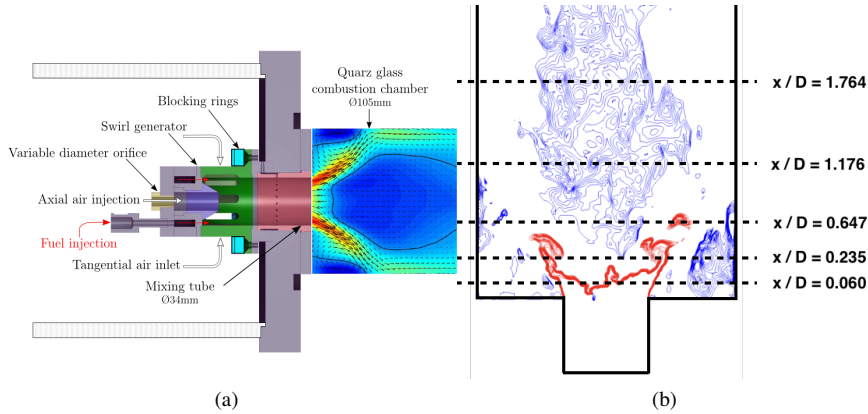 Quarz glass
combustion chamber
Ø105mm
Blocking rings
Swirl generator
Variable diameter orifice
Axial air injection
Fuel injection
Tangential air inlet
Mixing tube
Ø34mm
(a)
x / D = 1.764
x / D = 1.176
x / D = 0.647
x / D = 0.235
x / D = 0.060
(b)